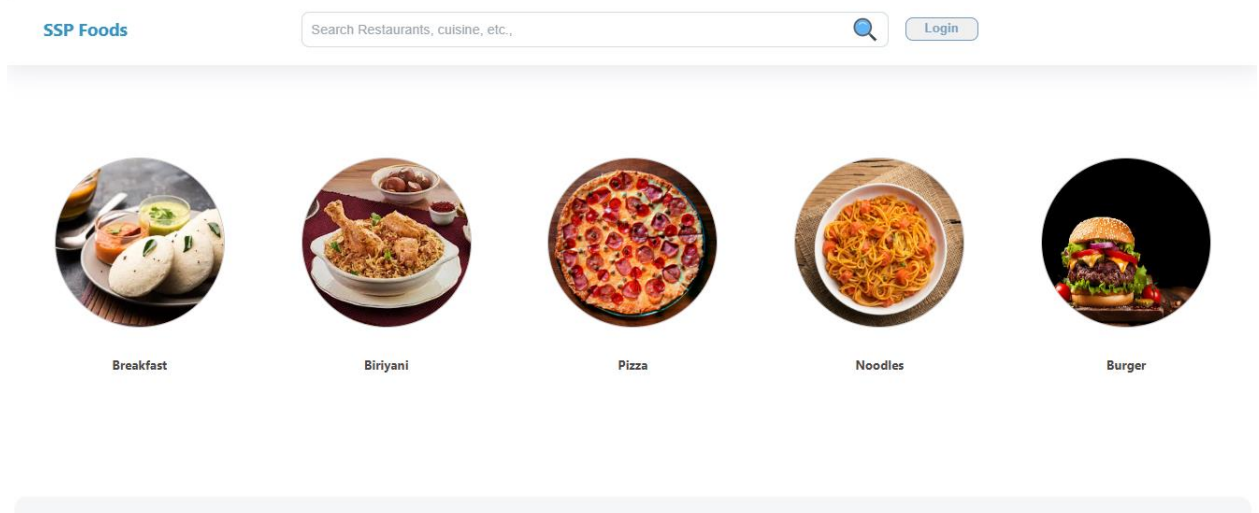 SSP Foods
Search Restaurants, cuisine, etc.,
Login
Breakfast
Biriyani
Pizza
Noodles
Burger